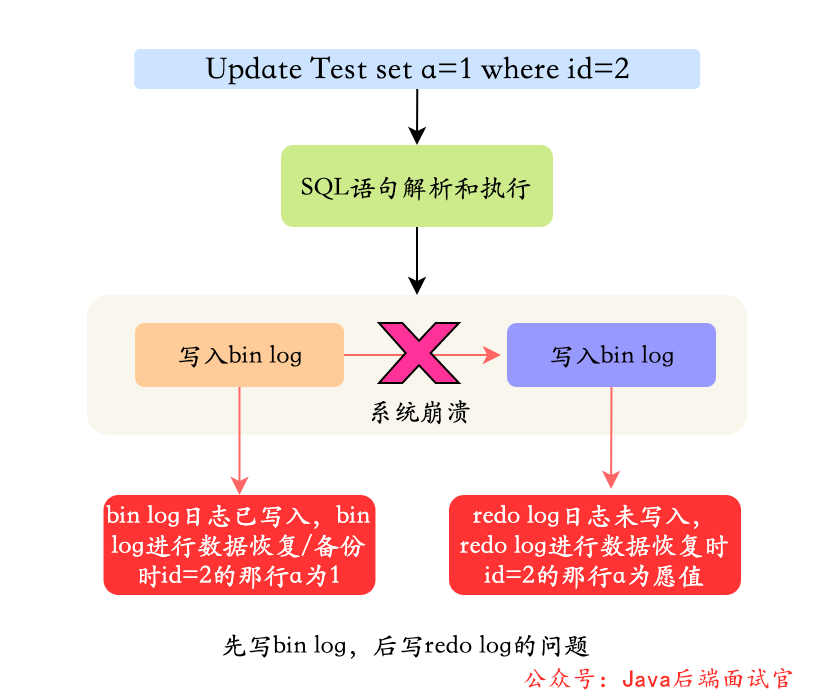 Update Test set a=1 where id=2
SQL语句解析和执行
写入bin log
写入bin log
系统崩溃
bin log日志已写入，bin
log进行数据恢复/备份
时id=2的那行a为1
redo log日志未写入，
redo log进行数据恢复时
id=2的那行a为愿值
先写bin log，后写redo log的问题
公众号：Java后端面试官